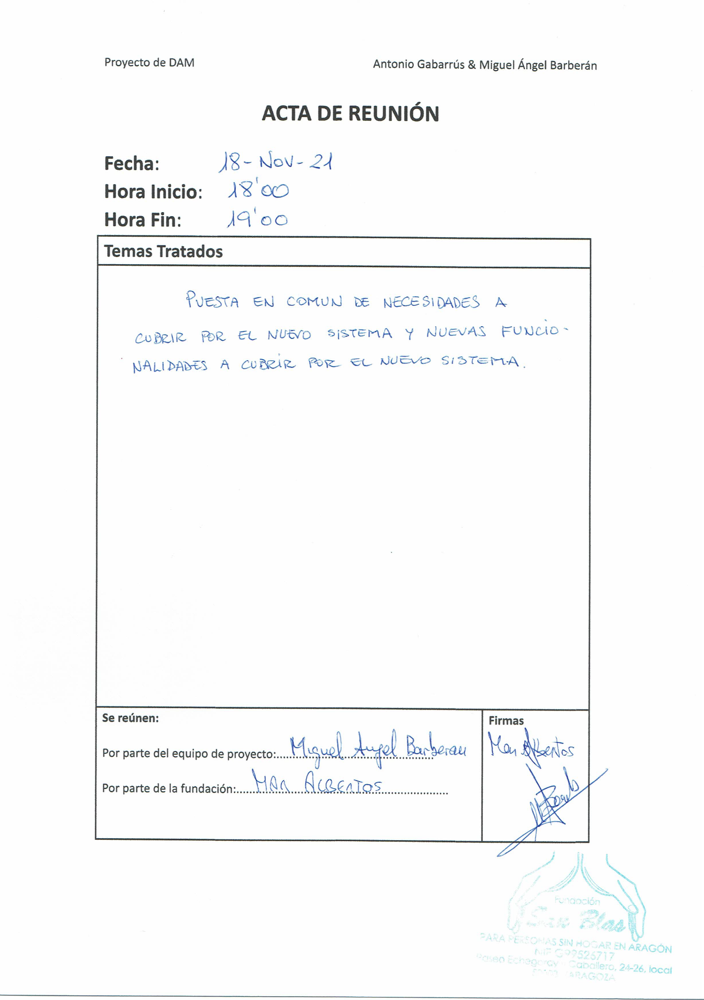 Proyecto de DAM
Antonio Gabarrús & Miguel Ángel Barberán
ACTA DE REUNIÓN
Fecha: 18-Nov-21
Hora Inicio: 18'00
Hora Fin: 19'00
Temas Tratados
PUESTA EN COMUN DE NECESIDADES A
CUBRIR POR EL NUEVO SISTEMA Y NUEVAS FUNCIO-
NALIDADES A CUBRIR POR EL NUEVO SISTEMA.
Se reúnen:
Firmas
Por parte del equipo de proyecto: Miguel Angel Barberan
Mar Albertos
Por parte de la fundación: MAR ALBERTOS
Fundación
San Blas
PARA PERSONAS SIN HOGAR EN ARAGÓN
NIF G99525717
Paseo Echegaray Caballero, 24-26, local
ZARAGOZA